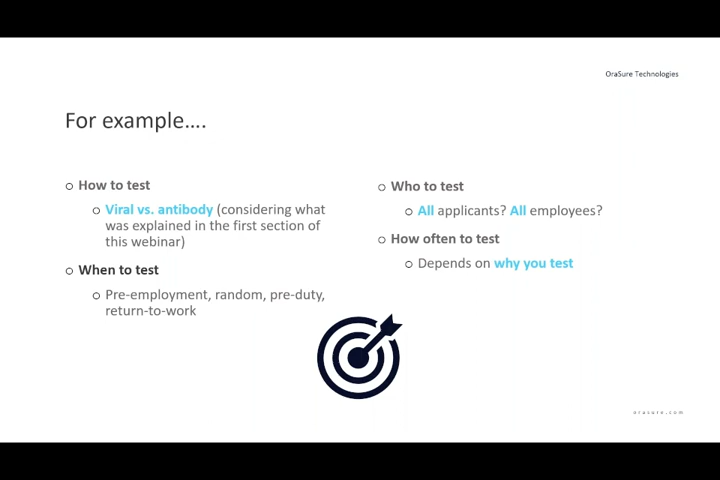 OraSure Technologies
For example....
How to test
Viral vs. antibody (considering what
was explained in the first section of
this webinar)
When to test
Pre-employment, random, pre-duty,
return-to-work
Who to test
All applicants? All employees?
How often to test
Depends on why you test
orasure.com